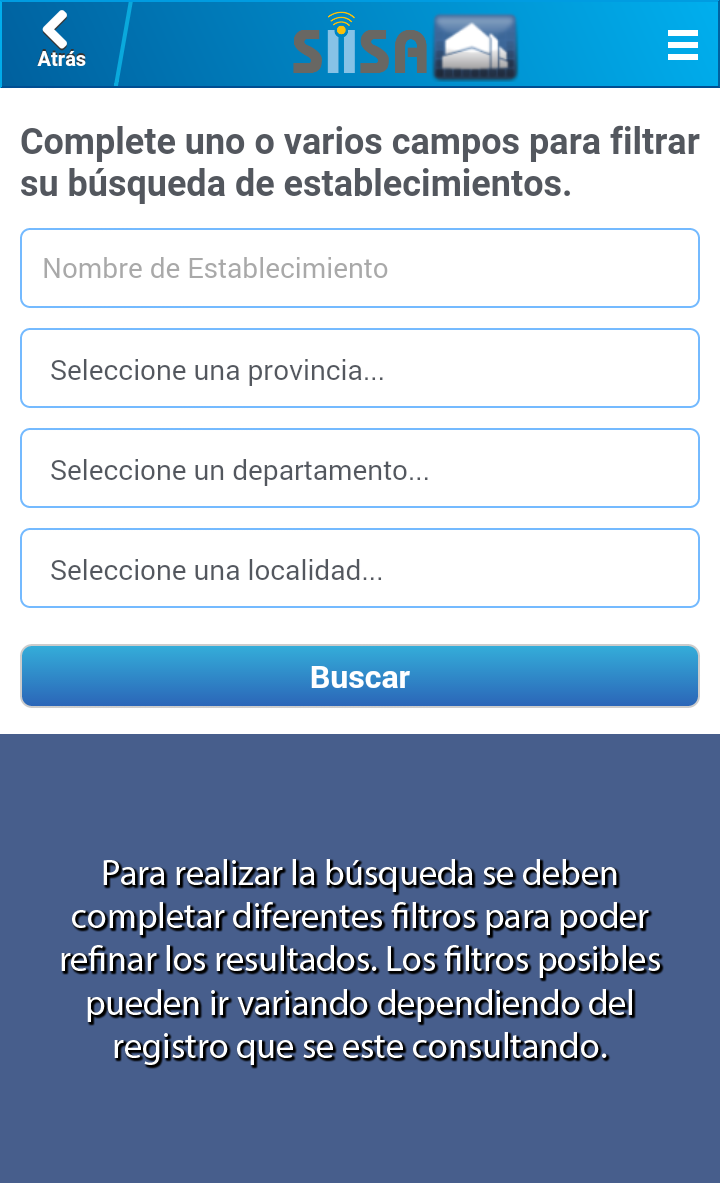 Atrás
SIISA
Complete uno o varios campos para filtrar
su búsqueda de establecimientos.
Nombre de Establecimiento
Seleccione una provincia...
Seleccione un departamento...
Seleccione una localidad...
Buscar
Para realizar la búsqueda se deben
completar diferentes filtros para poder
refinar los resultados. Los filtros posibles
pueden ir variando dependiendo del
registro que se este consultando.